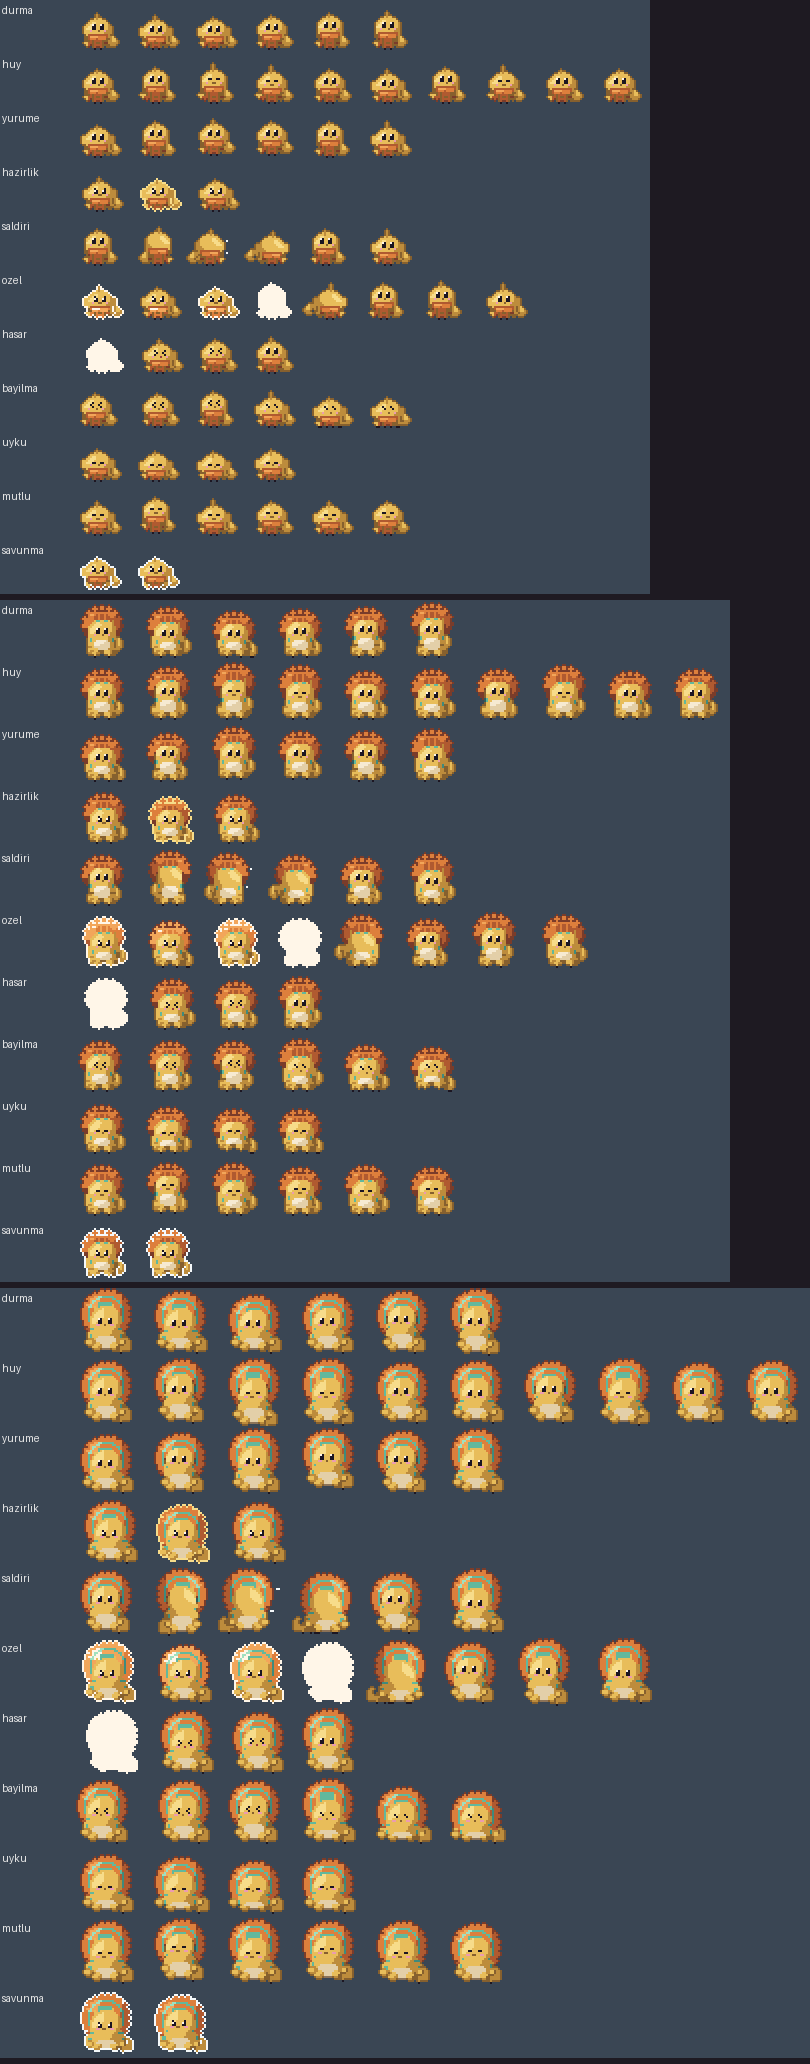 durma
huy
yurume
hazirlik
saldiri
ozel
hasar
bayilma
uyku
mutlu
savunma
durma
huy
yurume
hazirlik
saldiri
ozel
hasar
bayilma
uyku
mutlu
savunma
durma
huy
yurume
hazirlik
saldiri
ozel
hasar
bayilma
uyku
mutlu
savunma